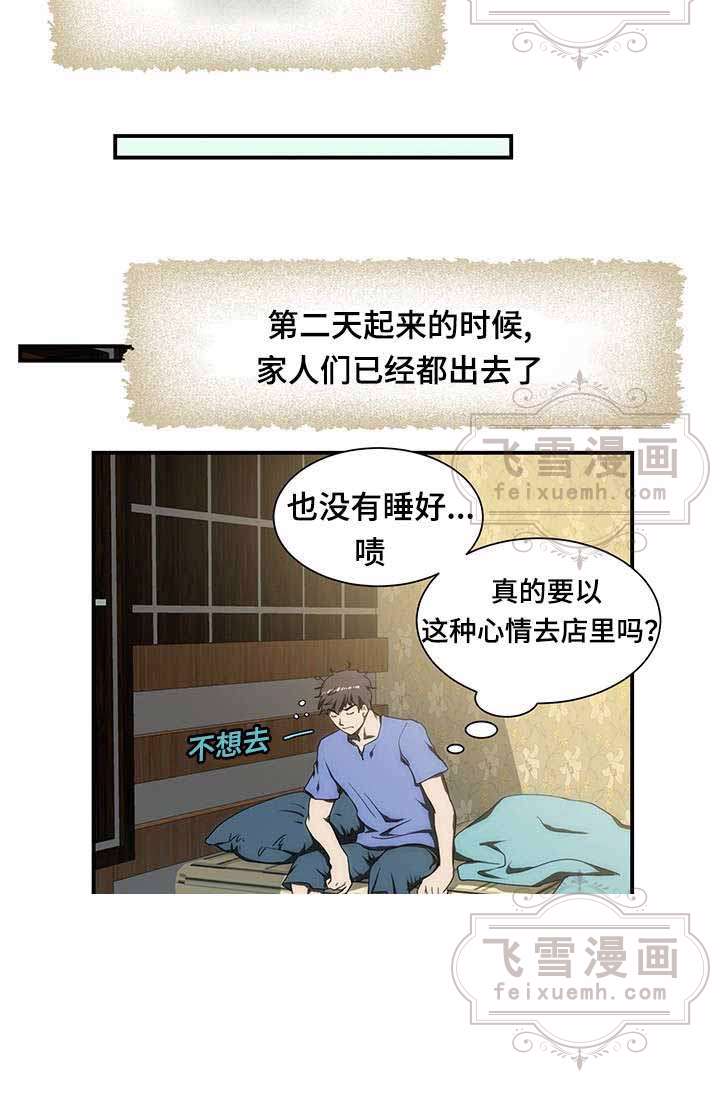 第二天起来的时候,
家人们已经都出去了
飞雪漫画
feixuemh.com
也没有睡好...
啧
真的要以
这种心情去店里吗?
不想去
飞雪漫画
feixuemh.com